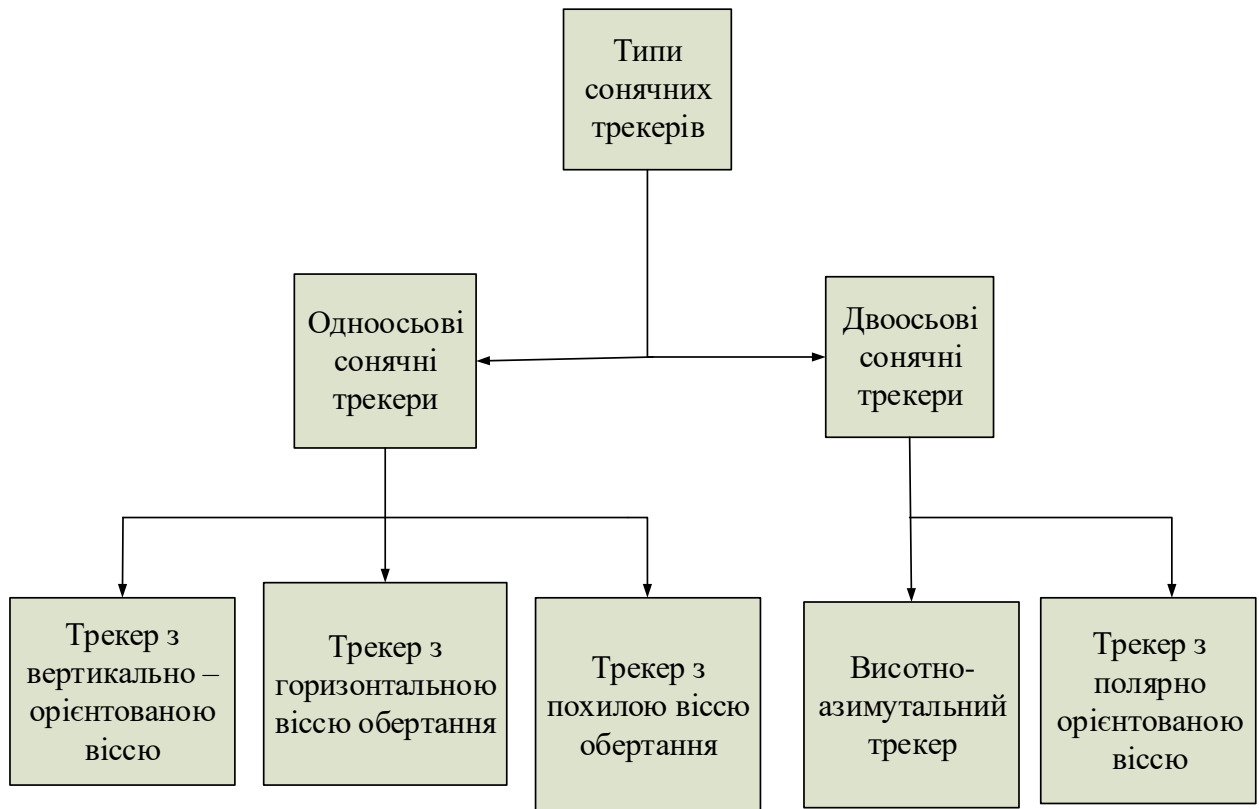 Типи
сонячних
трекерів
Одноосьові
сонячні
трекери
Двоосьові
сонячні
трекери
Трекер з
вертикально –
орієнтованою
віссю
Трекер з
горизонтальною
віссю обертання
Трекер з
похилою віссю
обертання
Висотно-
азимутальний
трекер
Трекер з
полярно
орієнтованою
віссю